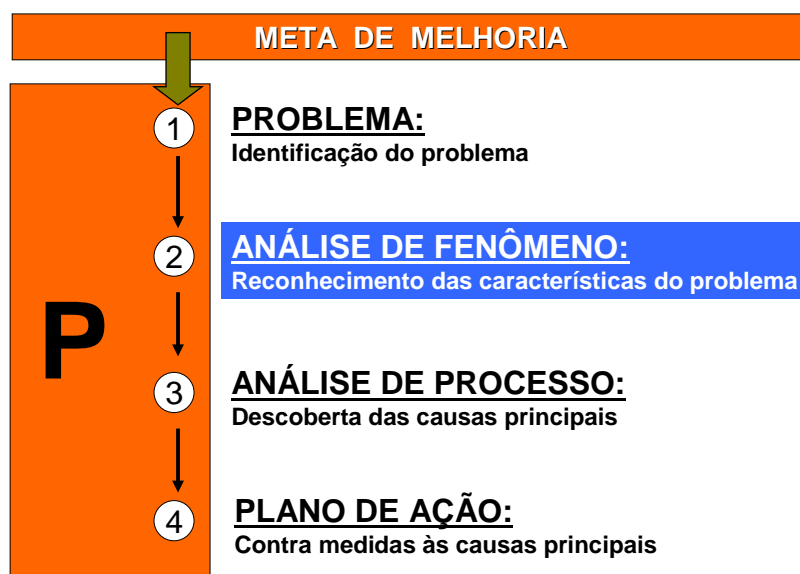 META DE MELHORIA
1
PROBLEMA:
Identificação do problema
2
ANÁLISE DE FENÔMENO:
Reconhecimento das características do problema
P
3
ANÁLISE DE PROCESSO:
Descoberta das causas principais
4
PLANO DE AÇÃO:
Contra medidas às causas principais